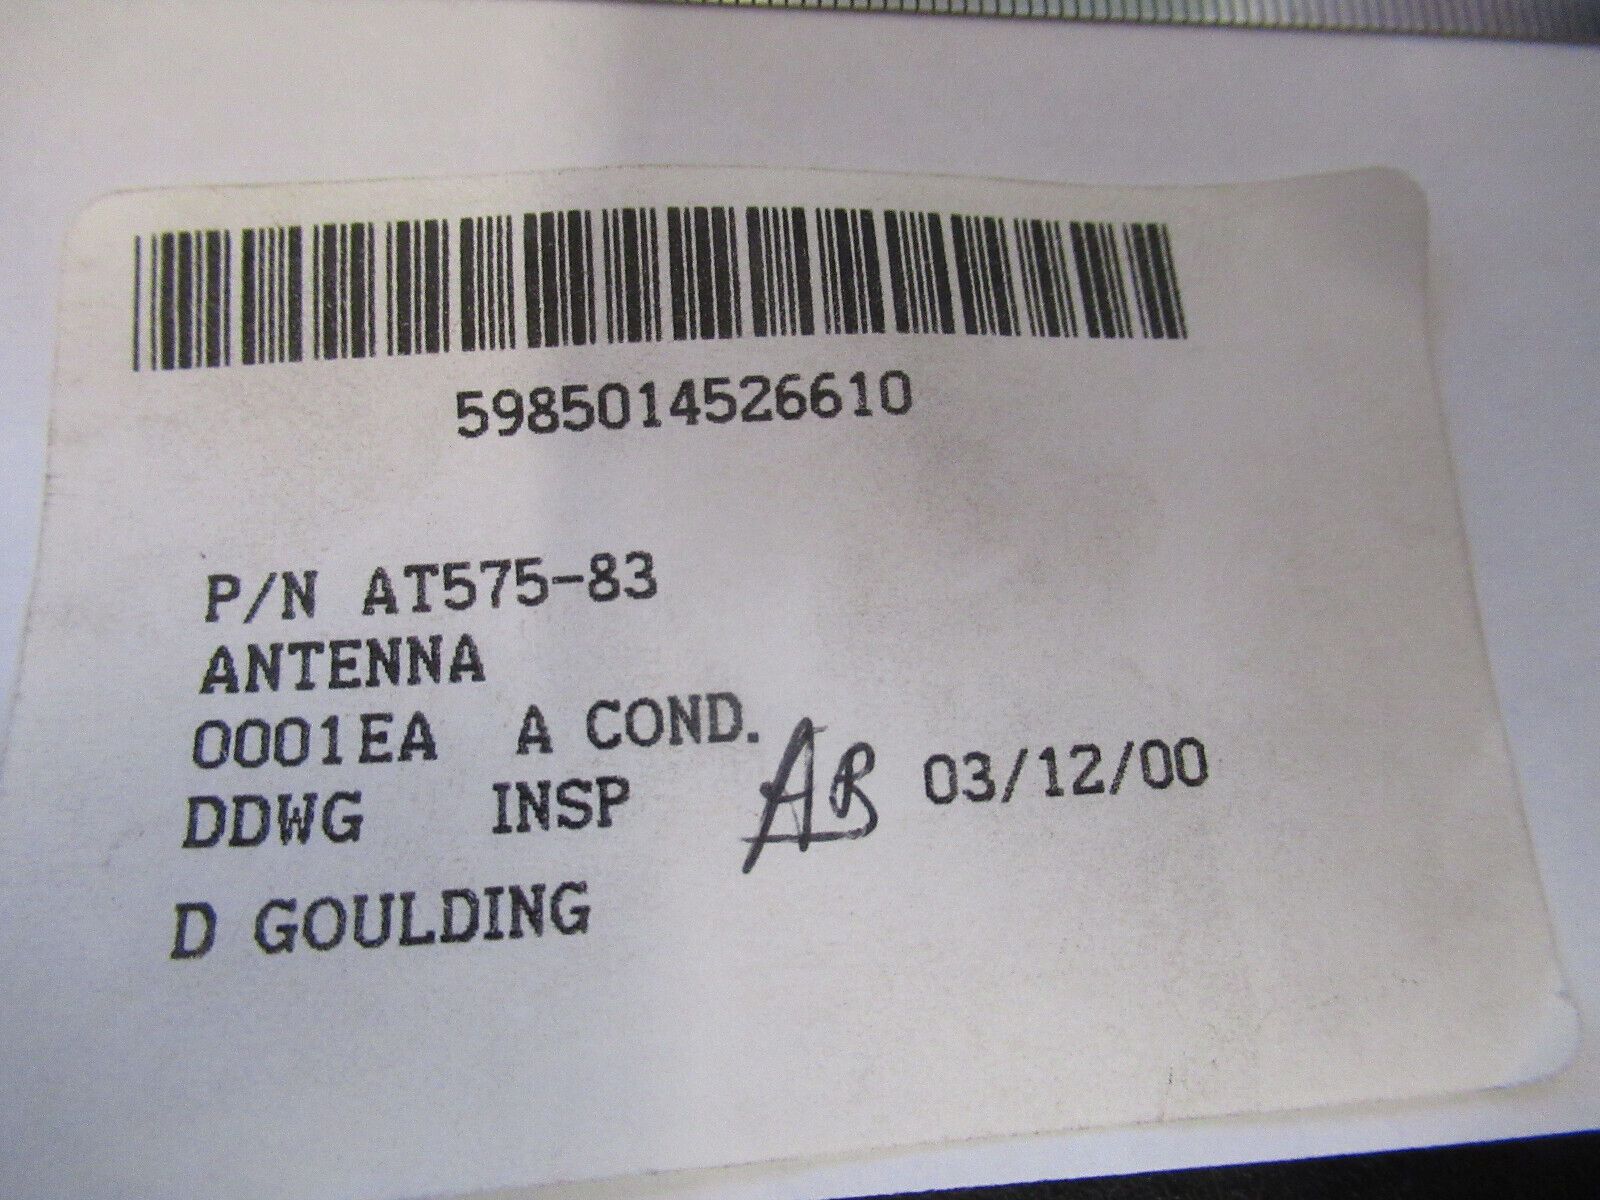 5985014526610
P/N AT575-83
ANTENNA
0001EA A COND.
DDWG INSP AB 03/12/00
D GOULDING